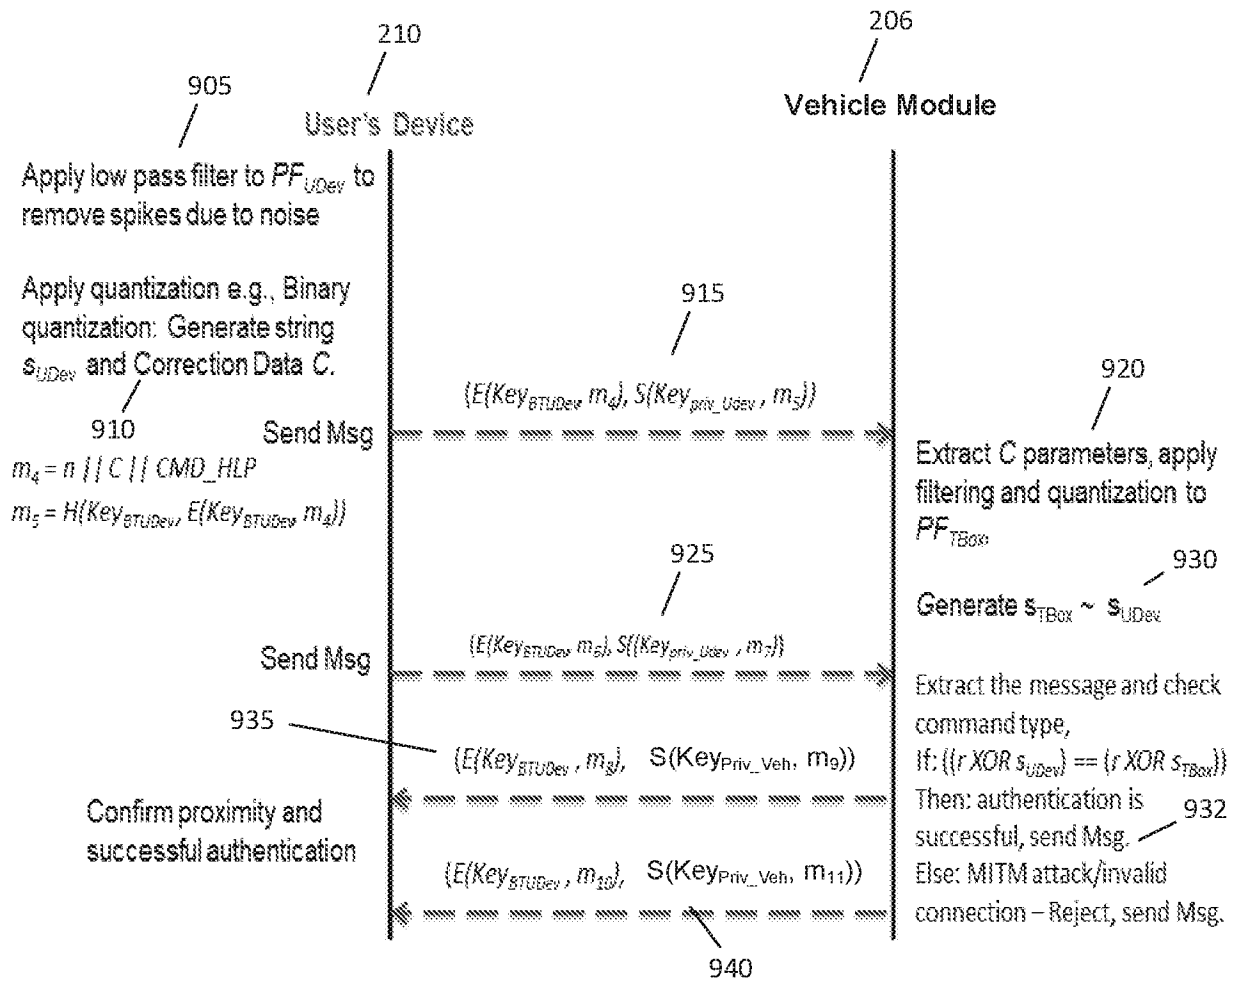 210
206
905
User's Device
Vehicle Module
Apply low pass filter to PF_UDev to
remove spikes due to noise
Apply quantization e.g., Binary
quantization: Generate string
s_UDev and Correction Data C.
910
915
(E(Key_BTUDev, m_4), S(Key_priv_Udev , m_5))
Send Msg
m_4 = n || C || CMD_HLP
m_5 = H(Key_BTUDev, E(Key_BTUDev, m_4))
920
Extract C parameters, apply
filtering and quantization to
PF_TBox,
925
930
Generate s_TBox ~ s_UDev
(E(Key_BTUDev, m_6), S((Key_priv_Udev , m_7))
Send Msg
Extract the message and check
command type,
If: ((r XOR s_UDev) == (r XOR s_TBox))
Then: authentication is
successful, send Msg.
932
Else: MITM attack/invalid
connection – Reject, send Msg.
935
(E(Key_BTUDev , m_8), S(Key_Priv_Veh, m_9))
Confirm proximity and
successful authentication
(E(Key_BTUDev , m_10), S(Key_Priv_Veh, m_11))
940